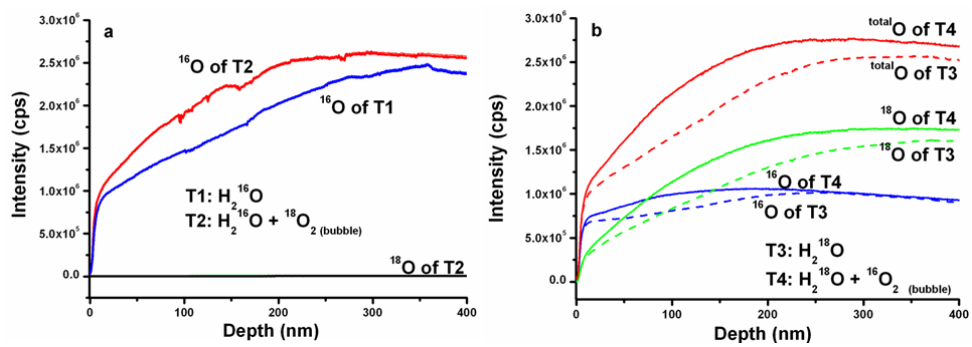 a
3.0x10⁶
2.5x10⁶
2.0x10⁶
1.5x10⁶
1.0x10⁶
5.0x10⁵
0.0
Intensity (cps)
¹⁶O of T2
¹⁶O of T1
T1: H₂¹⁶O
T2: H₂¹⁶O + ¹⁸O₂ (bubble)
¹⁸O of T2
0 100 200 300 400
Depth (nm)
b
3.0x10⁶
2.5x10⁶
2.0x10⁶
1.5x10⁶
1.0x10⁶
5.0x10⁵
0.0
Intensity (cps)
ᵗᵒᵗᵃˡO of T4
ᵗᵒᵗᵃˡO of T3
¹⁸O of T4
¹⁸O of T3
¹⁶O of T4
¹⁶O of T3
T3: H₂¹⁸O
T4: H₂¹⁸O + ¹⁶O₂ (bubble)
0 100 200 300 400
Depth (nm)